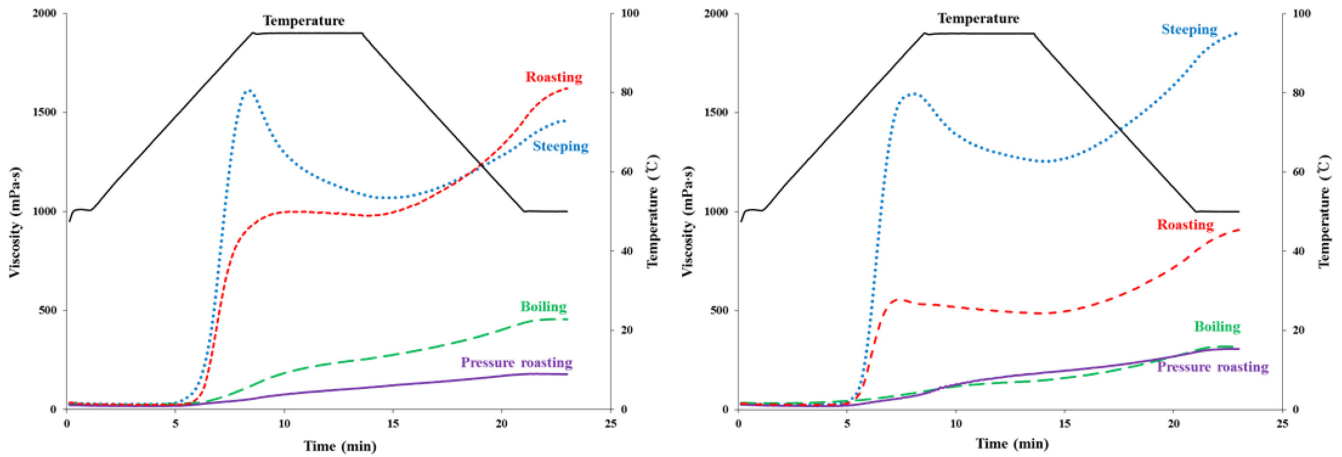 2000
1500
1000
500
0
Viscosity (mPa·s)
Temperature
Roasting
Steeping
Boiling
Pressure roasting
100
80
60
40
20
0
Temperature (℃)
0 5 10 15 20 25
Time (min)
2000
1500
1000
500
0
Viscosity (mPa·s)
Temperature
Steeping
Roasting
Boiling
Pressure roasting
100
80
60
40
20
0
Temperature (℃)
0 5 10 15 20 25
Time (min)